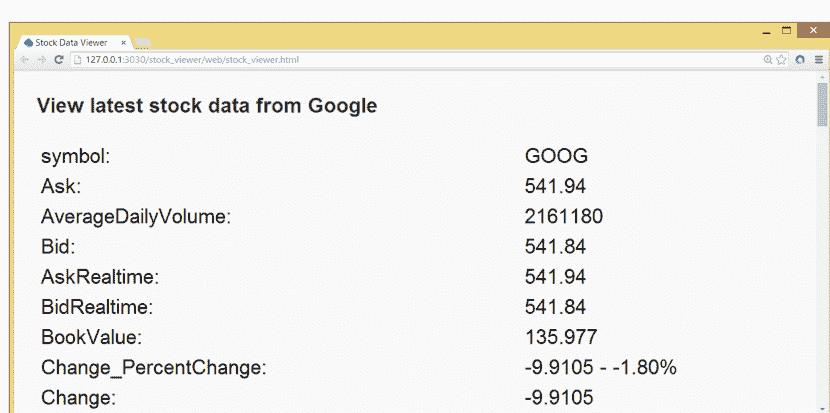 Stock Data Viewer
127.0.0.1:3030/stock_viewer/web/stock_viewer.html
View latest stock data from Google
symbol: GOOG
Ask: 541.94
AverageDailyVolume: 2161180
Bid: 541.84
AskRealtime: 541.94
BidRealtime: 541.84
BookValue: 135.977
Change_PercentChange: -9.9105 - -1.80%
Change: -9.9105